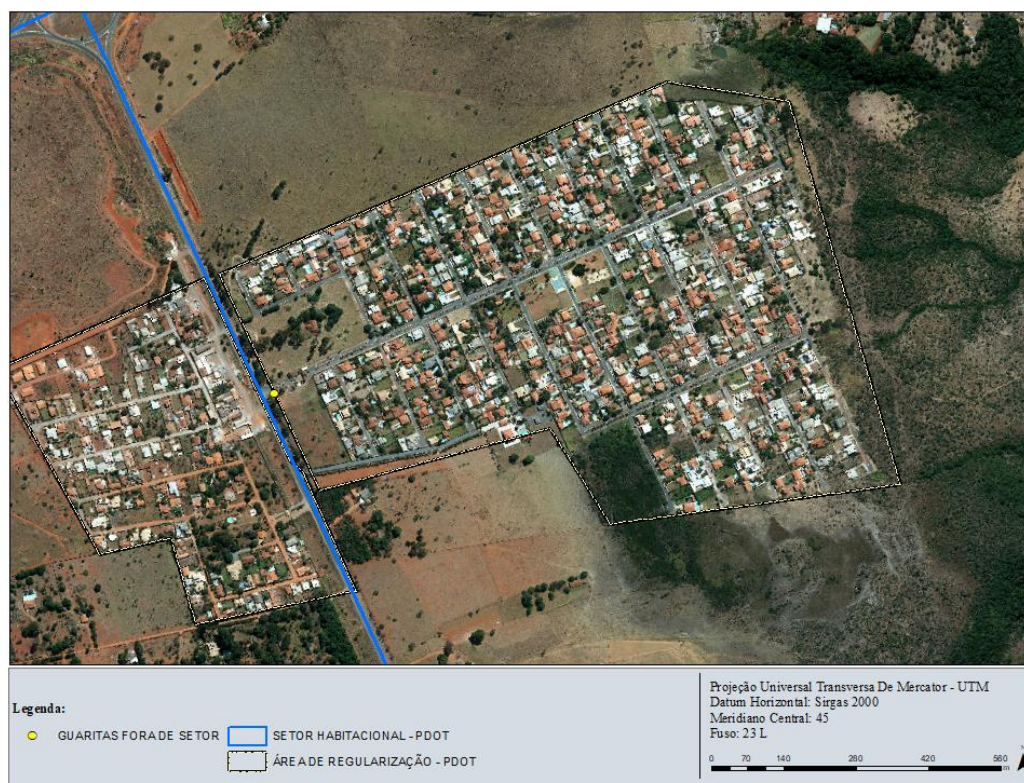 Legenda:
GUARITAS FORA DE SETOR
SETOR HABITACIONAL - PDOT
ÁREA DE REGULARIZAÇÃO - PDOT
Projeção Universal Transversa De Mercator - UTM
Datum Horizontal: Sirgas 2000
Meridiano Central: 45
Fuso: 23 L
0 70 140 280 420 560